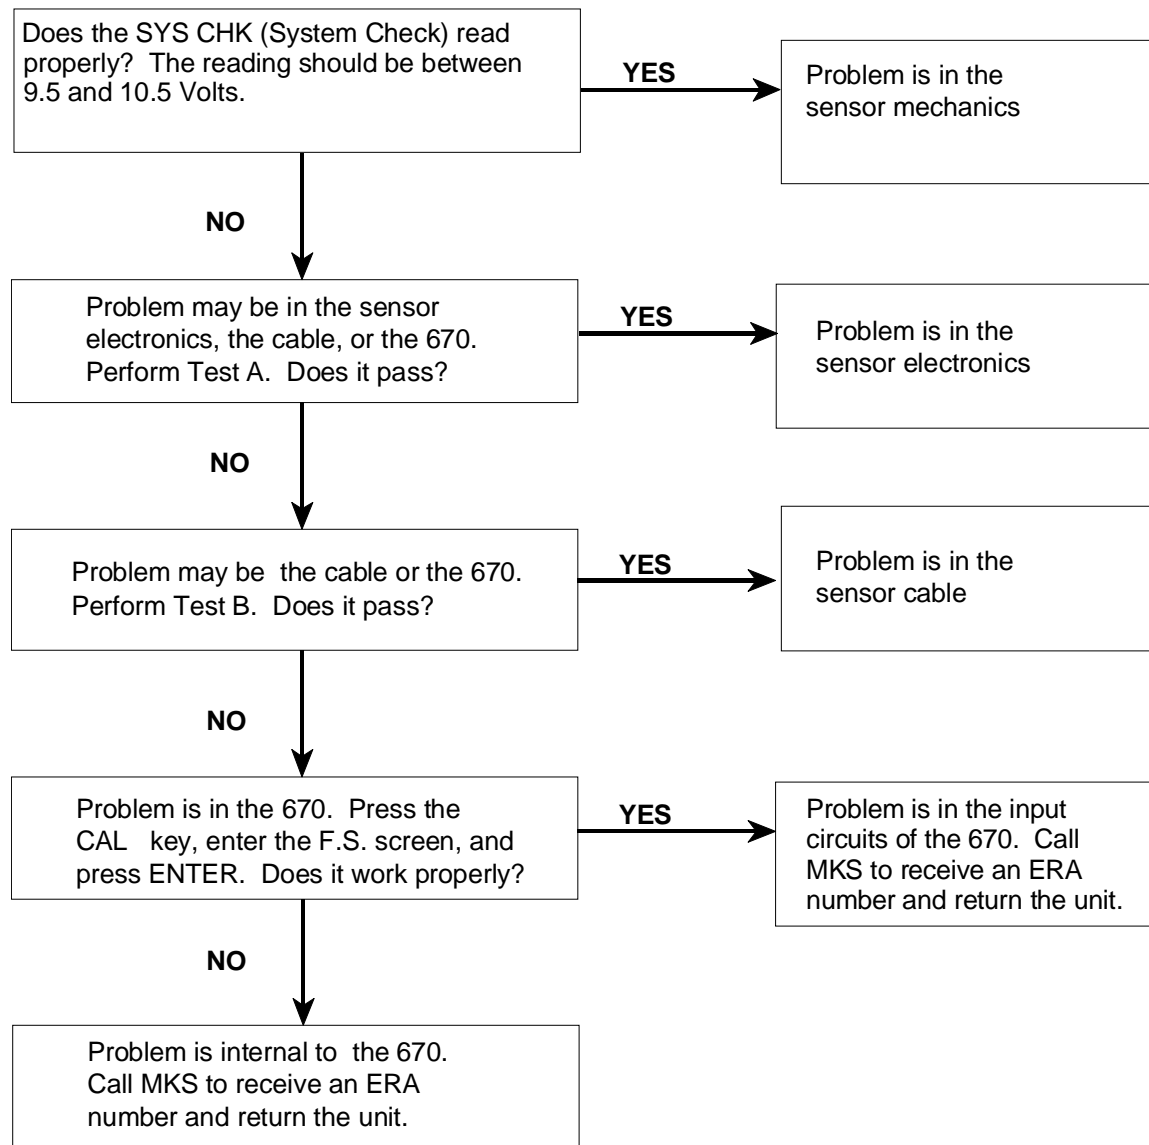 Does the SYS CHK (System Check) read
properly? The reading should be between
9.5 and 10.5 Volts.
YES
Problem is in the
sensor mechanics
NO
Problem may be in the sensor
electronics, the cable, or the 670.
Perform Test A. Does it pass?
YES
Problem is in the
sensor electronics
NO
Problem may be the cable or the 670.
Perform Test B. Does it pass?
YES
Problem is in the
sensor cable
NO
Problem is in the 670. Press the
CAL key, enter the F.S. screen, and
press ENTER. Does it work properly?
YES
Problem is in the input
circuits of the 670. Call
MKS to receive an ERA
number and return the unit.
NO
Problem is internal to the 670.
Call MKS to receive an ERA
number and return the unit.